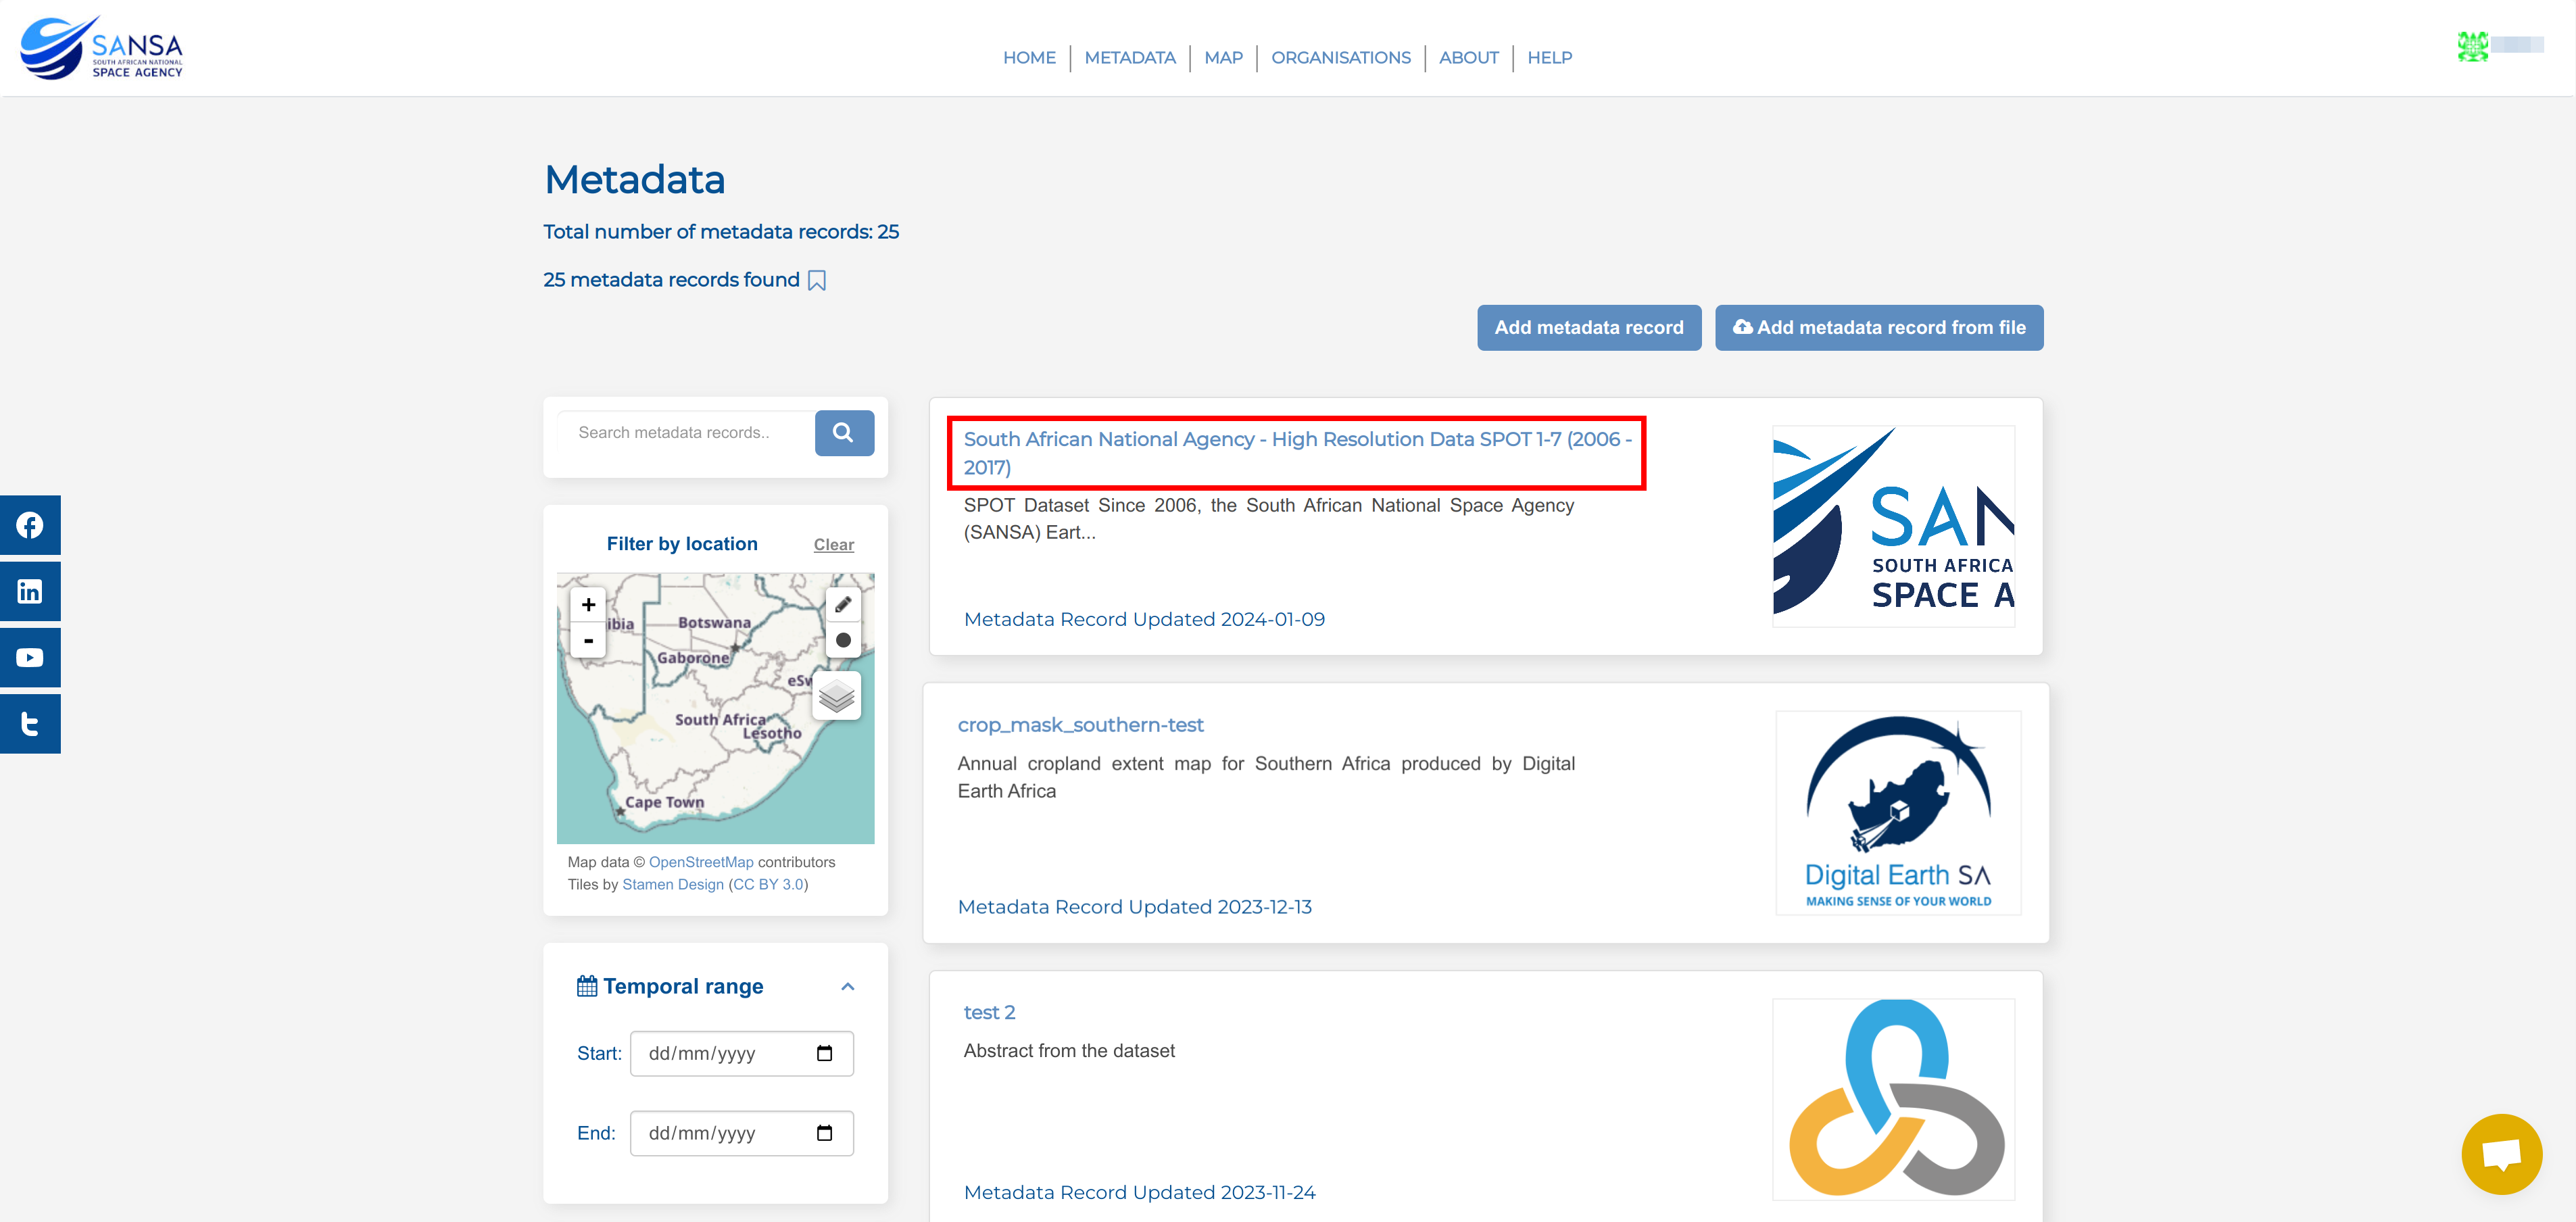 SANSA
SOUTH AFRICAN NATIONAL
SPACE AGENCY
HOME
METADATA
MAP
ORGANISATIONS
ABOUT
HELP
Metadata
Total number of metadata records: 25
25 metadata records found
Add metadata record
Add metadata record from file
Search metadata records..
South African National Agency - High Resolution Data SPOT 1-7 (2006 -
2017)
SPOT Dataset Since 2006, the South African National Space Agency
(SANSA) Eart...
Metadata Record Updated 2024-01-09
SAN
SOUTH AFRICA
SPACE A
Filter by location
Clear
+
-
ibia
Botswana
Gaborone
eSw
South Africa
Lesotho
Cape Town
Map data © OpenStreetMap contributors
Tiles by Stamen Design (CC BY 3.0)
crop_mask_southern-test
Annual cropland extent map for Southern Africa produced by Digital
Earth Africa
Metadata Record Updated 2023-12-13
Digital Earth SA
MAKING SENSE OF YOUR WORLD
Temporal range
Start:
dd/mm/yyyy
End:
dd/mm/yyyy
test 2
Abstract from the dataset
Metadata Record Updated 2023-11-24